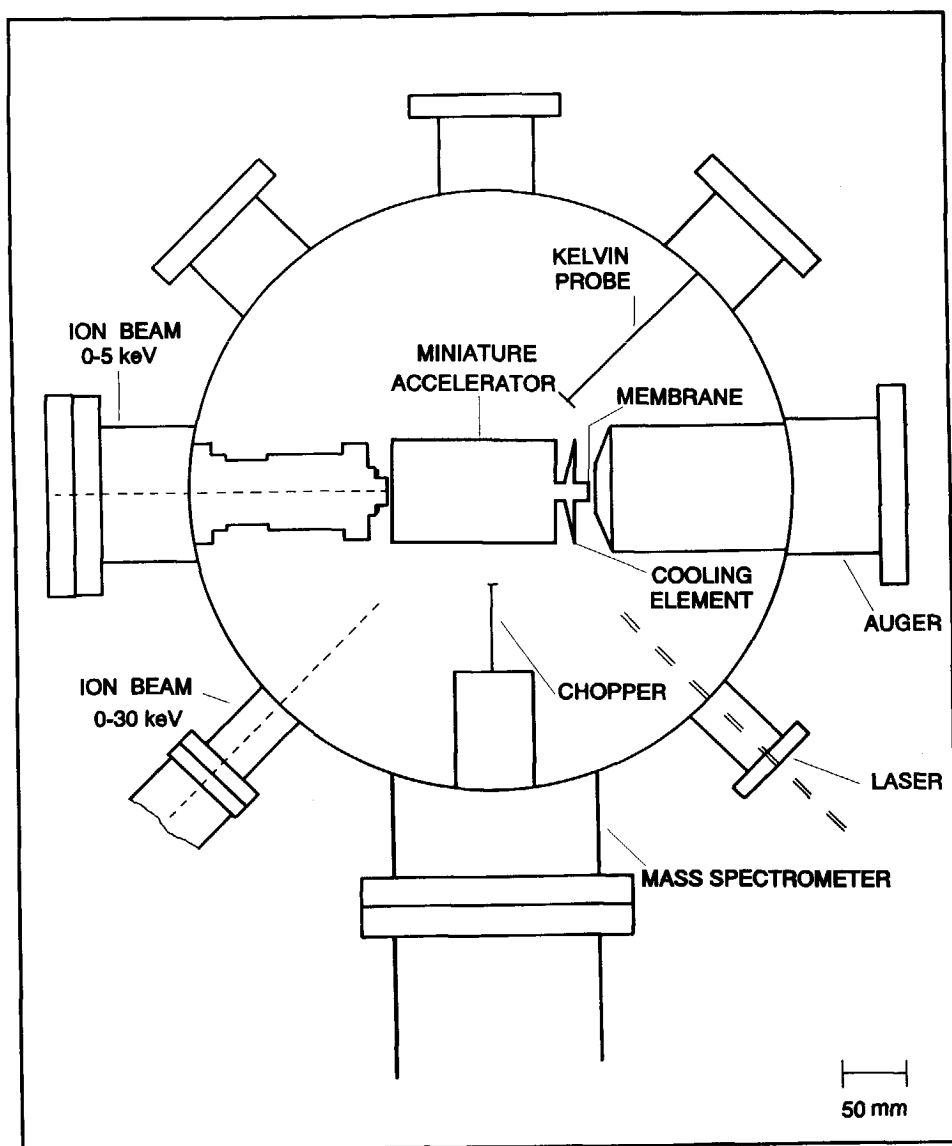 KELVIN
PROBE
ION BEAM
0-5 keV
MINIATURE
ACCELERATOR
MEMBRANE
COOLING
ELEMENT
AUGER
ION BEAM
0-30 keV
CHOPPER
LASER
MASS SPECTROMETER
50 mm